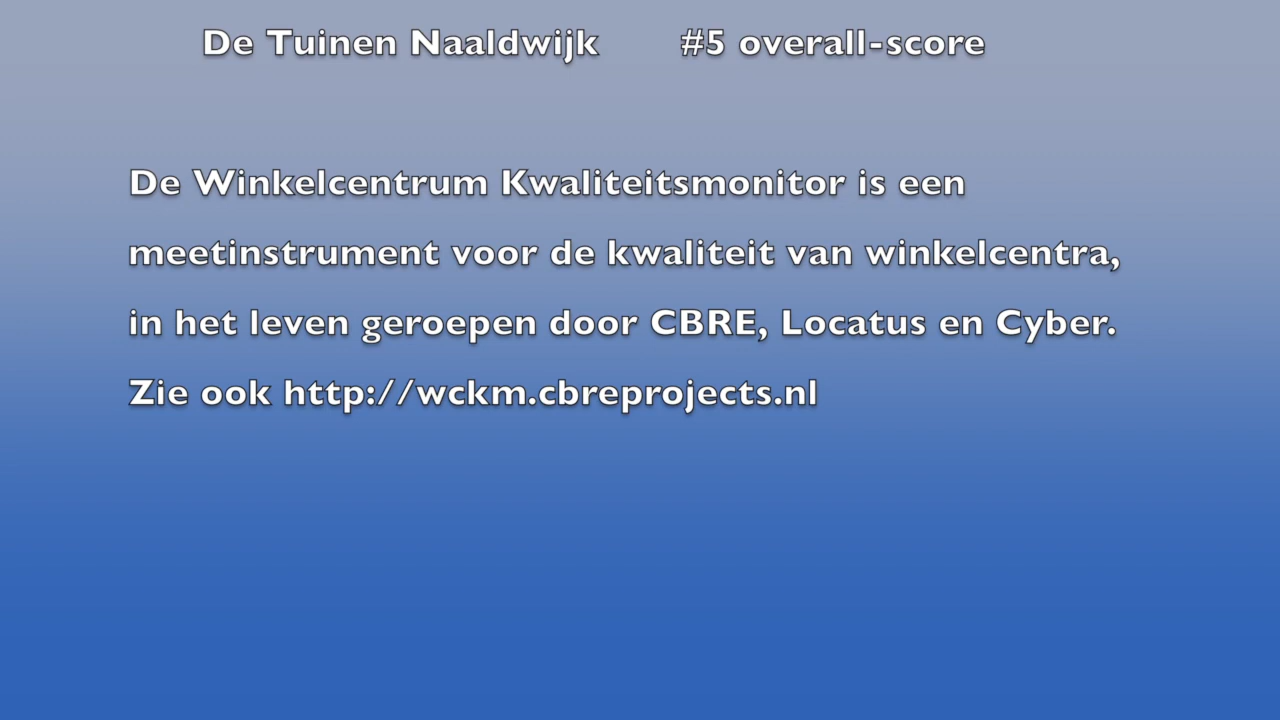 De Tuinen Naaldwijk #5 overall-score
De Winkelcentrum Kwaliteitsmonitor is een
meetinstrument voor de kwaliteit van winkelcentra,
in het leven geroepen door CBRE, Locatus en Cyber.
Zie ook http://wckm.cbreprojects.nl